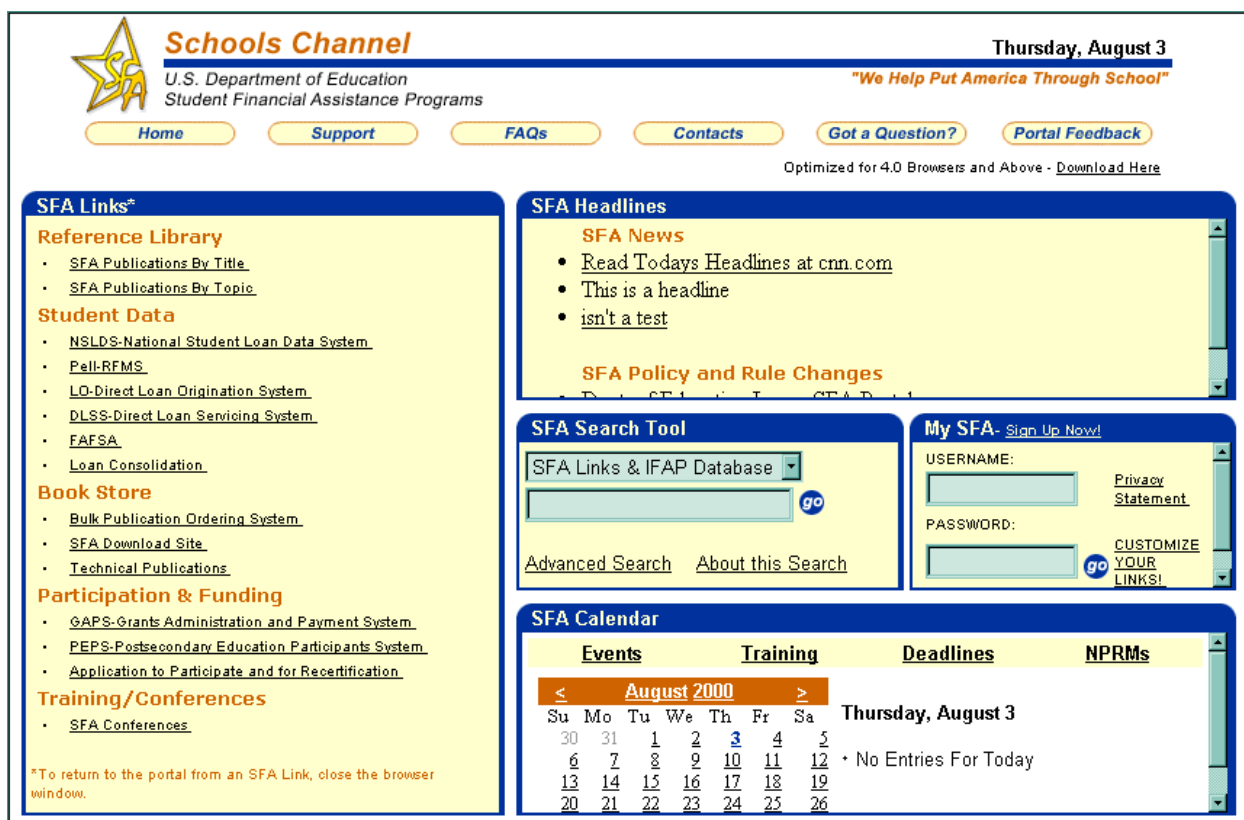 SFA
Schools Channel
Thursday, August 3
U.S. Department of Education
Student Financial Assistance Programs
"We Help Put America Through School"
Home Support FAQs Contacts Got a Question? Portal Feedback
Optimized for 4.0 Browsers and Above - Download Here
SFA Links*
Reference Library
SFA Publications By Title
SFA Publications By Topic
Student Data
NSLDS-National Student Loan Data System
Pell-RFMS
LO-Direct Loan Origination System
DLSS-Direct Loan Servicing System
FAFSA
Loan Consolidation
Book Store
Bulk Publication Ordering System
SFA Download Site
Technical Publications
Participation & Funding
GAPS-Grants Administration and Payment System
PEPS-Postsecondary Education Participants System
Application to Participate and for Recertification
Training/Conferences
SFA Conferences
*To return to the portal from an SFA Link, close the browser
window.
SFA Headlines
SFA News
Read Todays Headlines at cnn.com
This is a headline
isn't a test
SFA Policy and Rule Changes
SFA Search Tool
SFA Links & IFAP Database
go
Advanced Search About this Search
My SFA- Sign Up Now!
USERNAME:
Privacy
Statement
PASSWORD:
go
CUSTOMIZE
YOUR
LINKS!
SFA Calendar
Events Training Deadlines NPRMs
< August 2000 >
Su Mo Tu We Th Fr Sa
30 31 1 2 3 4 5
6 7 8 9 10 11 12
13 14 15 16 17 18 19
20 21 22 23 24 25 26
Thursday, August 3
No Entries For Today